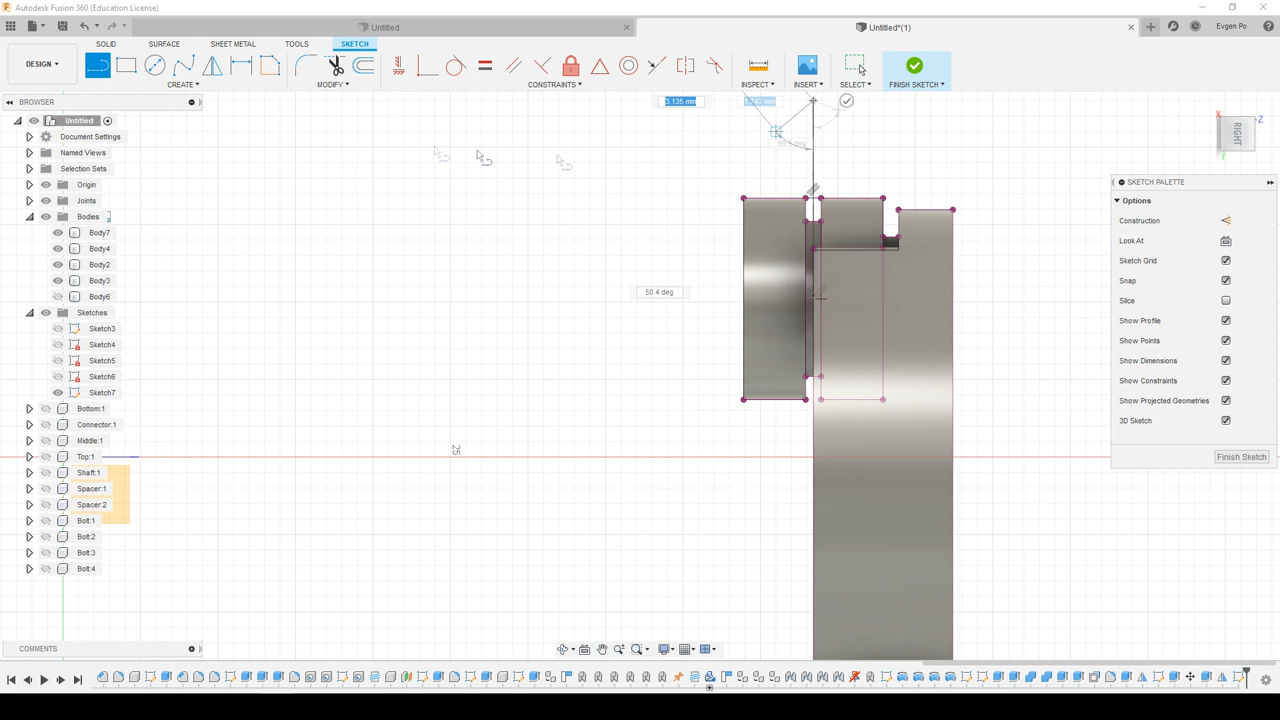 Autodesk Fusion 360 (Education License)
Untitled
Untitled*(1)
Evgen Po
DESIGN
SOLID
SURFACE
SHEET METAL
TOOLS
SKETCH
CREATE
MODIFY
CONSTRAINTS
INSPECT
INSERT
SELECT
FINISH SKETCH
BROWSER
Untitled
Document Settings
Named Views
Selection Sets
Origin
Joints
Bodies
Body7
Body4
Body2
Body3
Body6
Sketches
Sketch3
Sketch4
Sketch5
Sketch6
Sketch7
Bottom:1
Connector:1
Middle:1
Top:1
Shaft:1
Spacer:1
Spacer:2
Bolt:1
Bolt:2
Bolt:3
Bolt:4
3.135 mm
50.4 deg
25
X
RIGHT
-Z
Y
SKETCH PALETTE
Options
Construction
Look At
Sketch Grid
Snap
Slice
Show Profile
Show Points
Show Dimensions
Show Constraints
Show Projected Geometries
3D Sketch
Finish Sketch
COMMENTS